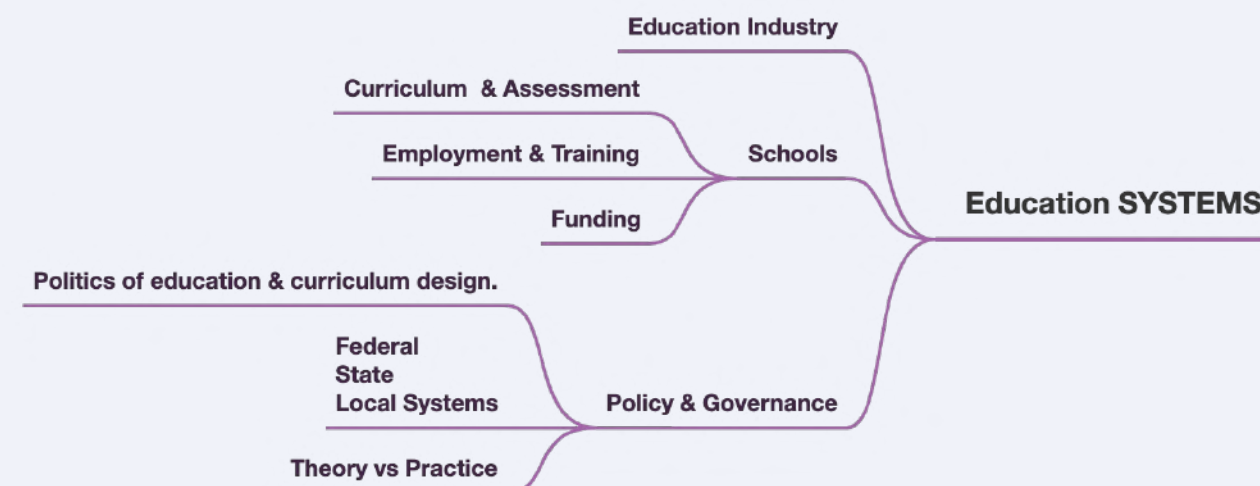 Education Industry
Curriculum & Assessment
Employment & Training
Schools
Funding
Education SYSTEMS
Politics of education & curriculum design.
Federal
State
Local Systems
Policy & Governance
Theory vs Practice